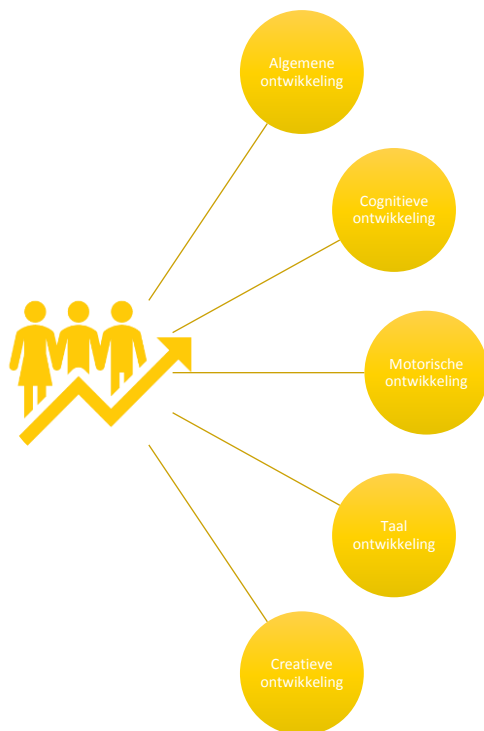 Algemene
ontwikkeling
Cognitieve
ontwikkeling
Motorische
ontwikkeling
Taal
ontwikkeling
Creatieve
ontwikkeling